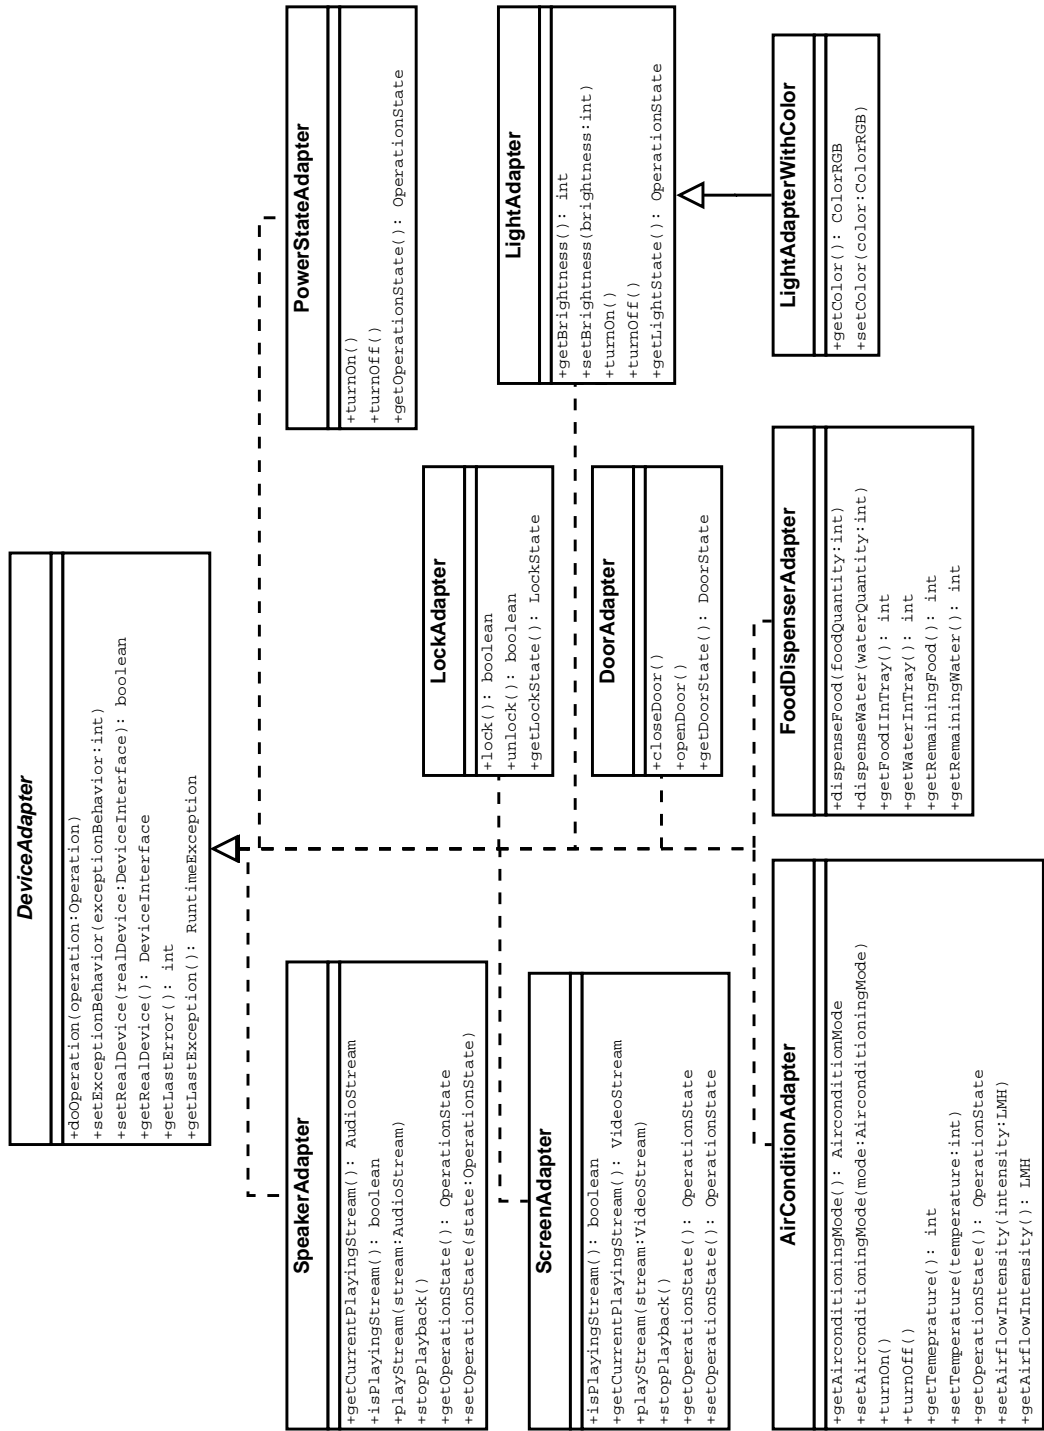 DeviceAdapter
+doOperation(operation:Operation)
+setExceptionBehavior(exceptionBehavior:int)
+setRealDevice(realDevice:DeviceInterface): boolean
+getRealDevice(): DeviceInterface
+getLastError(): int
+getLastException(): RuntimeException
SpeakerAdapter
+getCurrentPlayingStream(): AudioStream
+isPlayingStream(): boolean
+playStream(stream:AudioStream)
+stopPlayback()
+getOperationState(): OperationState
+setOperationState(state:OperationState)
PowerStateAdapter
+turnOn()
+turnOff()
+getOperationState(): OperationState
LockAdapter
+lock(): boolean
+unlock(): boolean
+getLockState(): LockState
ScreenAdapter
+isPlayingStream(): boolean
+getCurrentPlayingStream(): VideoStream
+playStream(stream:VideoStream)
+stopPlayback()
+getOperationState(): OperationState
+setOperationState(): OperationState
LightAdapter
+getBrightness(): int
+setBrightness(brightness:int)
+turnOn()
+turnOff()
+getLightState(): OperationState
DoorAdapter
+closeDoor()
+openDoor()
+getDoorState(): DoorState
AirConditionAdapter
+getAirconditioningMode(): AirconditionMode
+setAirconditioningMode(mode:AirconditioningMode)
+turnOn()
+turnOff()
+getTemeprature(): int
+setTemperature(temperature:int)
+getOperationState(): OperationState
+setAirflowIntensity(intensity:LMH)
+getAirflowIntensity(): LMH
FoodDispenserAdapter
+dispenseFood(foodQuantity:int)
+dispenseWater(waterQuantity:int)
+getFoodIInTray(): int
+getWaterInTray(): int
+getRemainingFood(): int
+getRemainingWater(): int
LightAdapterWithColor
+getColor(): ColorRGB
+setColor(color:ColorRGB)